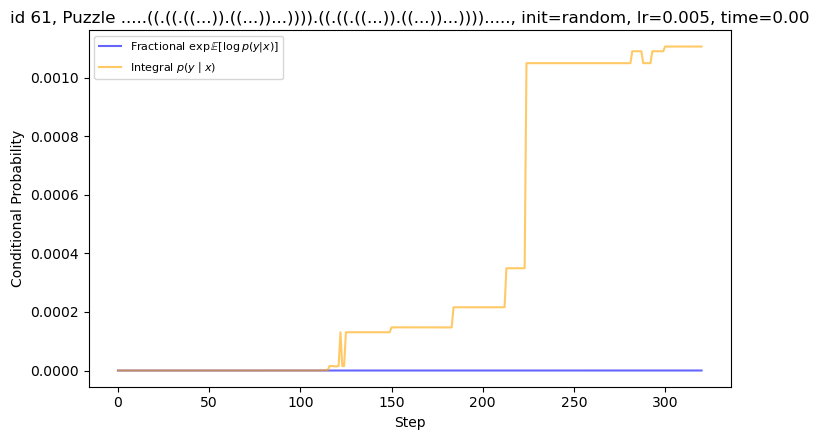 id 61, Puzzle .....((.((.((...)).((...))...)))).((.((.((...)).((...))...))))....., init=random, lr=0.005, time=0.00
Fractional exp𝔼[log p(y|x)]
Integral p(y | x)
Conditional Probability
0.0010
0.0008
0.0006
0.0004
0.0002
0.0000
0 50 100 150 200 250 300
Step